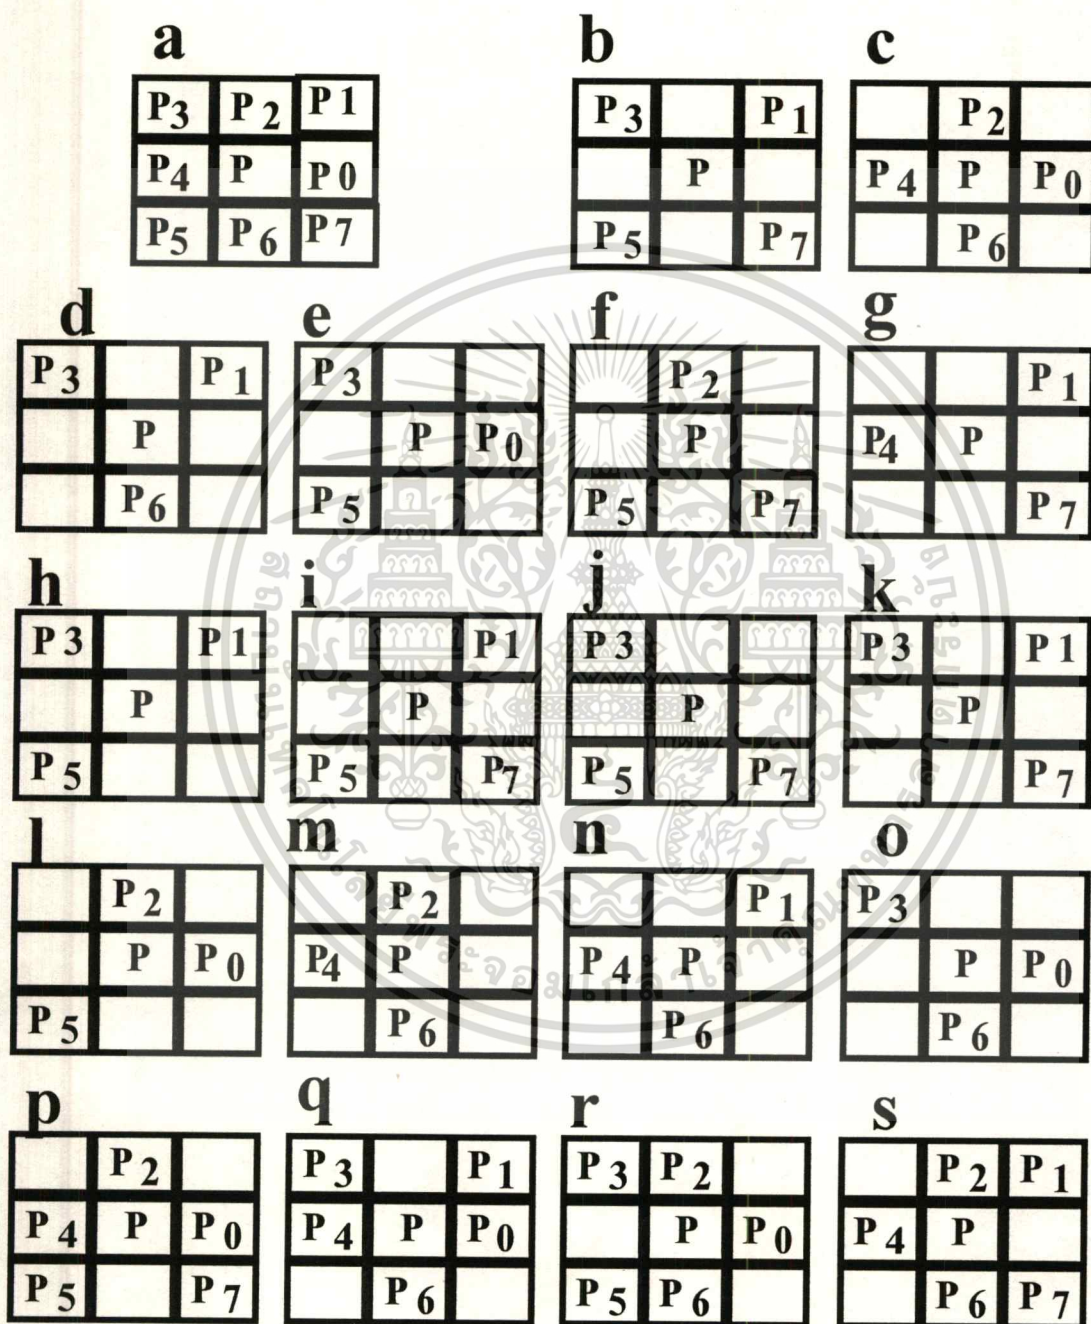 a b c
P3 P2 P1 P3 P1 P2
P4 P P0 P P4 P P0
P5 P6 P7 P5 P7 P6
d e f g
P3 P1 P3 P2 P1
P P P0 P P4 P
P6 P5 P5 P7 P7
h i j k
P3 P1 P1 P3 P3 P1
P P P P
P5 P5 P7 P5 P7 P7
l m n o
P2 P2 P1 P3
P P0 P4 P P4 P P P0
P5 P6 P6 P6
p q r s
P2 P3 P1 P3 P2 P2 P1
P4 P P0 P4 P P0 P P0 P4 P
P5 P7 P6 P5 P6 P6 P7